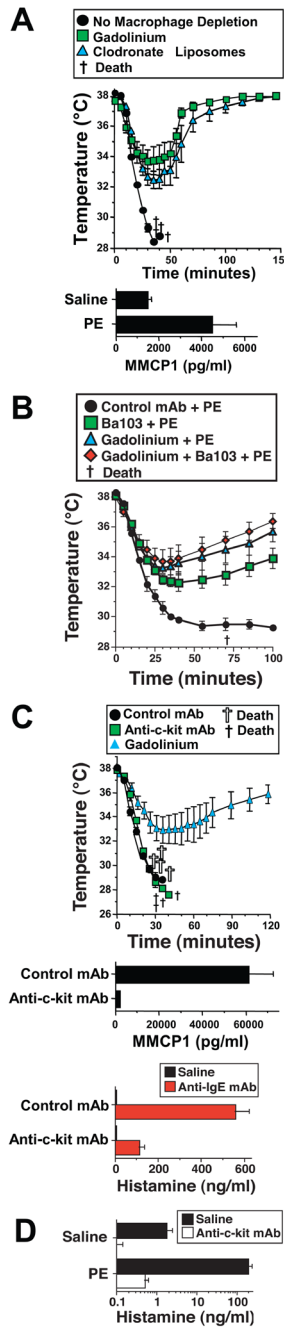 A
No Macrophage Depletion
Gadolinium
Clodronate Liposomes
† Death
Temperature (°C)
38
36
34
32
30
28
0 50 100 150
Time (minutes)
Saline
PE
0 2000 4000 6000
MMCP1 (pg/ml)
B
Control mAb + PE
Ba103 + PE
Gadolinium + PE
Gadolinium + Ba103 + PE
† Death
Temperature (°C)
38
36
34
32
30
28
†
0 25 50 75 100
Time (minutes)
C
Control mAb ⇮ Death
Anti-c-kit mAb † Death
Gadolinium
Temperature (°C)
38
36
34
32
30
28
26
0 30 60 90 120
Time (minutes)
Control mAb
Anti-c-kit mAb
0 20000 40000 60000
MMCP1 (pg/ml)
Saline
Anti-IgE mAb
Control mAb
Anti-c-kit mAb
0 200 400 600
Histamine (ng/ml)
D
Saline
Anti-c-kit mAb
Saline
PE
0.1 1 10 100
Histamine (ng/ml)